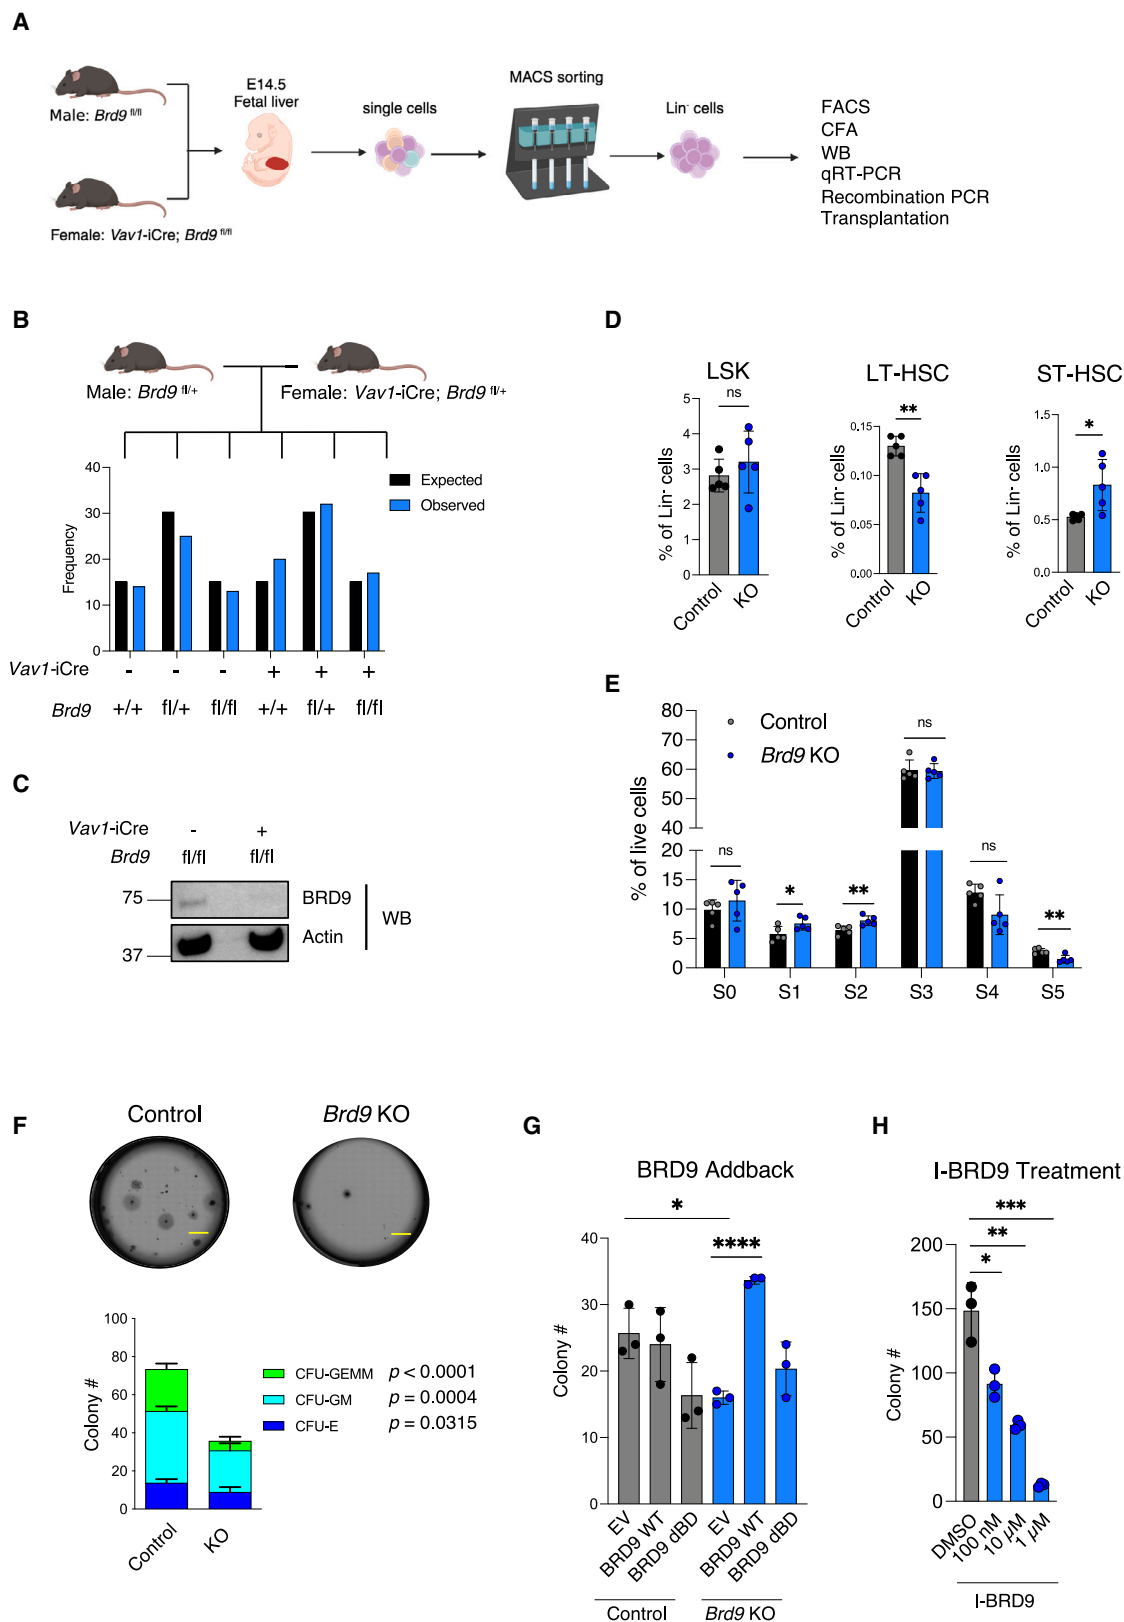 A
Male: Brd9 fl/fl
Female: Vav1-iCre; Brd9 fl/fl
E14.5
Fetal liver
single cells
MACS sorting
Lin- cells
FACS
CFA
WB
qRT-PCR
Recombination PCR
Transplantation
B
Male: Brd9 fl/+
Female: Vav1-iCre; Brd9 fl/+
Expected
Observed
Frequency
40
30
20
10
0
Vav1-iCre - - - + + +
Brd9 +/+ fl/+ fl/fl +/+ fl/+ fl/fl
C
Vav1-iCre - +
Brd9 fl/fl fl/fl
75
BRD9
37
Actin
WB
D
LSK
ns
% of Lin- cells
5
4
3
2
1
0
Control
KO
LT-HSC
**
% of Lin- cells
0.15
0.10
0.05
0.00
Control
KO
ST-HSC
*
% of Lin- cells
1.5
1.0
0.5
0.0
Control
KO
E
Control
Brd9 KO
% of live cells
80
70
60
50
40
20
15
10
5
0
ns
*
**
ns
ns
**
S0 S1 S2 S3 S4 S5
F
Control
Brd9 KO
Colony #
100
80
60
40
20
0
Control
KO
CFU-GEMM p < 0.0001
CFU-GM p = 0.0004
CFU-E p = 0.0315
G
BRD9 Addback
*
****
Colony #
40
30
20
10
0
EV
BRD9 WT
BRD9 dBD
EV
BRD9 WT
BRD9 dBD
Control
Brd9 KO
H
I-BRD9 Treatment
***
**
*
Colony #
200
150
100
50
0
DMSO
100 nM
10 µM
1 µM
I-BRD9